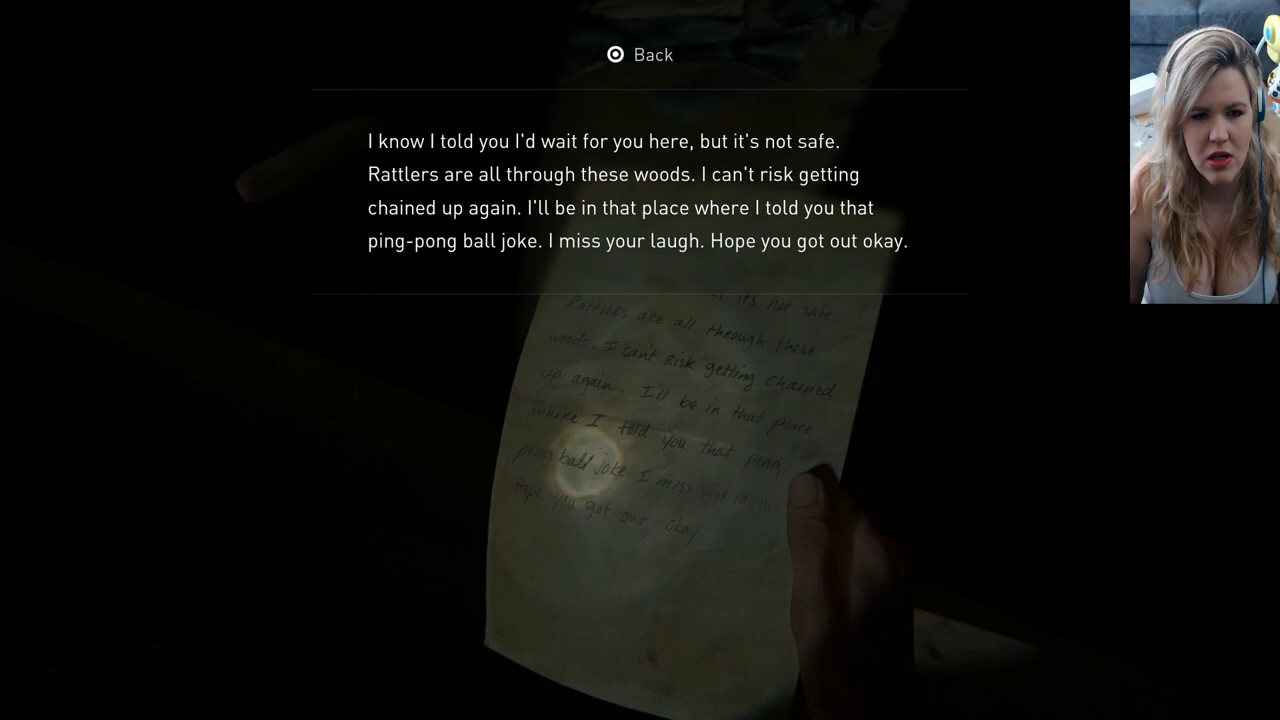 Back
I know I told you I'd wait for you here, but it's not safe.
Rattlers are all through these woods. I can't risk getting
chained up again. I'll be in that place where I told you that
ping-pong ball joke. I miss your laugh. Hope you got out okay.
it's not safe
Rattlers are all through these
woods. I can't risk getting chained
up again. I'll be in that place
where I told you that ping
pong ball joke. I miss your laugh.
Hope you got out okay